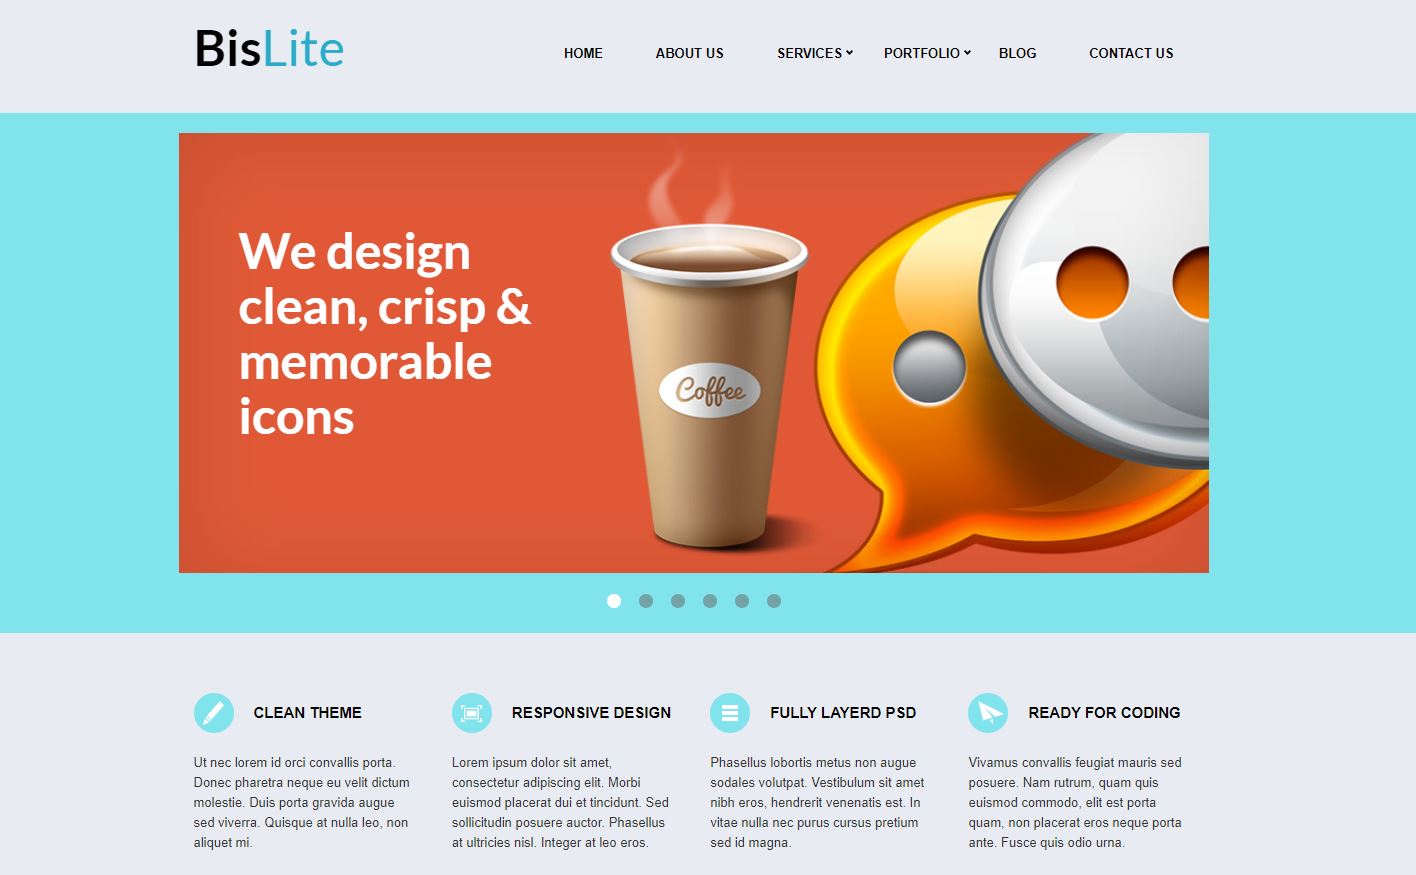 BisLite
HOME ABOUT US SERVICES PORTFOLIO BLOG CONTACT US
We design
clean, crisp &
memorable
icons
Coffee
CLEAN THEME
Ut nec lorem id orci convallis porta.
Donec pharetra neque eu velit dictum
molestie. Duis porta gravida augue
sed viverra. Quisque at nulla leo, non
aliquet mi.
RESPONSIVE DESIGN
Lorem ipsum dolor sit amet,
consectetur adipiscing elit. Morbi
euismod placerat dui et tincidunt. Sed
sollicitudin posuere auctor. Phasellus
at ultricies nisl. Integer at leo eros.
FULLY LAYERD PSD
Phasellus lobortis metus non augue
sodales volutpat. Vestibulum sit amet
nibh eros, hendrerit venenatis est. In
vitae nulla nec purus cursus pretium
sed id magna.
READY FOR CODING
Vivamus convallis feugiat mauris sed
posuere. Nam rutrum, quam quis
euismod commodo, elit est porta
quam, non placerat eros neque porta
ante. Fusce quis odio urna.